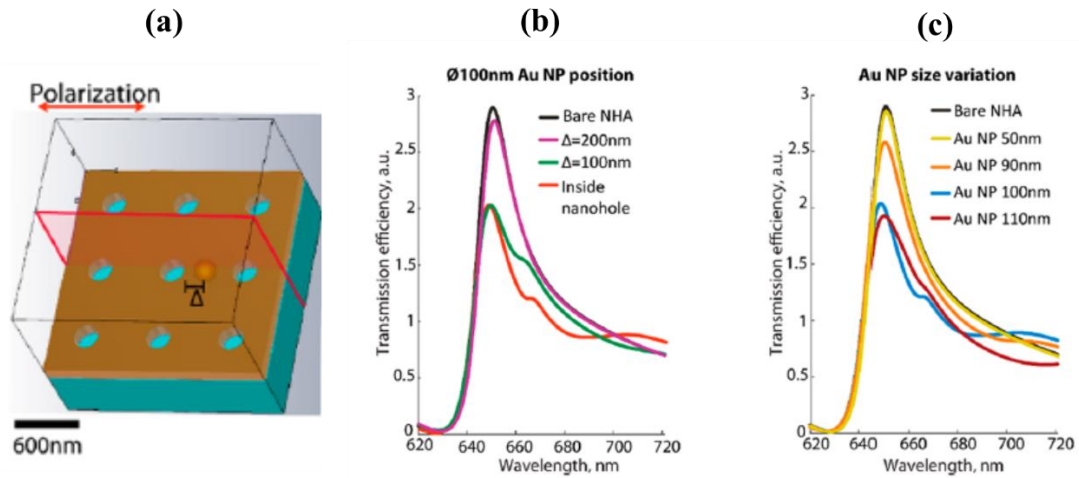 (a)
Polarization
Δ
600nm
(b)
Ø100nm Au NP position
Transmission efficiency, a.u.
3
2.5
2
1.5
1
0.5
0
Bare NHA
Δ=200nm
Δ=100nm
Inside
nanohole
620 640 660 680 700 720
Wavelength, nm
(c)
Au NP size variation
Transmission efficiency, a.u.
3
2.5
2
1.5
1
0.5
0
Bare NHA
Au NP 50nm
Au NP 90nm
Au NP 100nm
Au NP 110nm
620 640 660 680 700 720
Wavelength, nm